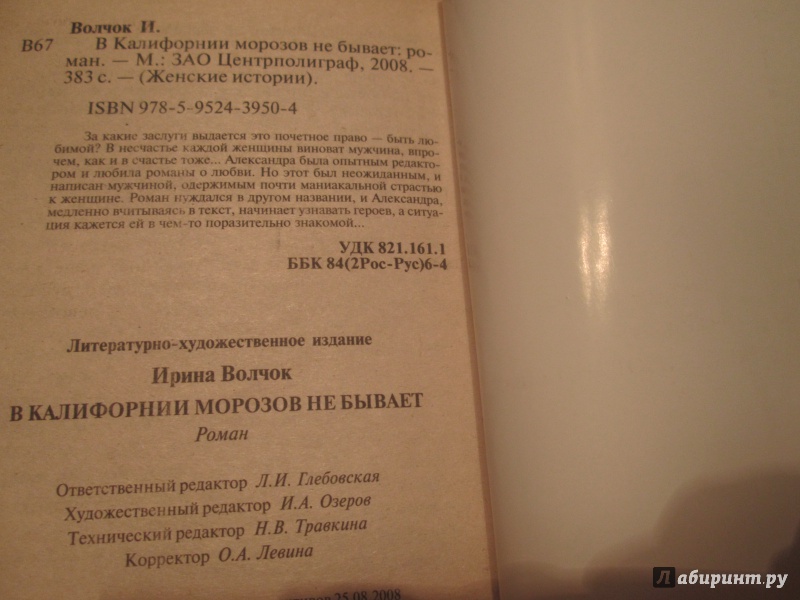 Волчок И.
В67 В Калифорнии морозов не бывает: ро-
ман. — М.: ЗАО Центрполиграф, 2008. —
383 с. — (Женские истории).
ISBN 978-5-9524-3950-4
За какие заслуги выдается это почетное право — быть лю-
бимой? В несчастье каждой женщины виноват мужчина, впро-
чем, как и в счастье тоже... Александра была опытным редакто-
ром и любила романы о любви. Но этот был неожиданным, и
написан мужчиной, одержимым почти маниакальной страстью
к женщине. Роман нуждался в другом названии, и Александра,
медленно вчитываясь в текст, начинает узнавать героев, а ситуа-
ция кажется ей в чем-то поразительно знакомой...
УДК 821.161.1
ББК 84(2Рос-Рус)6-4
Литературно-художественное издание
Ирина Волчок
В КАЛИФОРНИИ МОРОЗОВ НЕ БЫВАЕТ
Роман
Ответственный редактор Л.И. Глебовская
Художественный редактор И.А. Озеров
Технический редактор Н.В. Травкина
Корректор О.А. Левина
25.08.2008
Лабиринт.ру